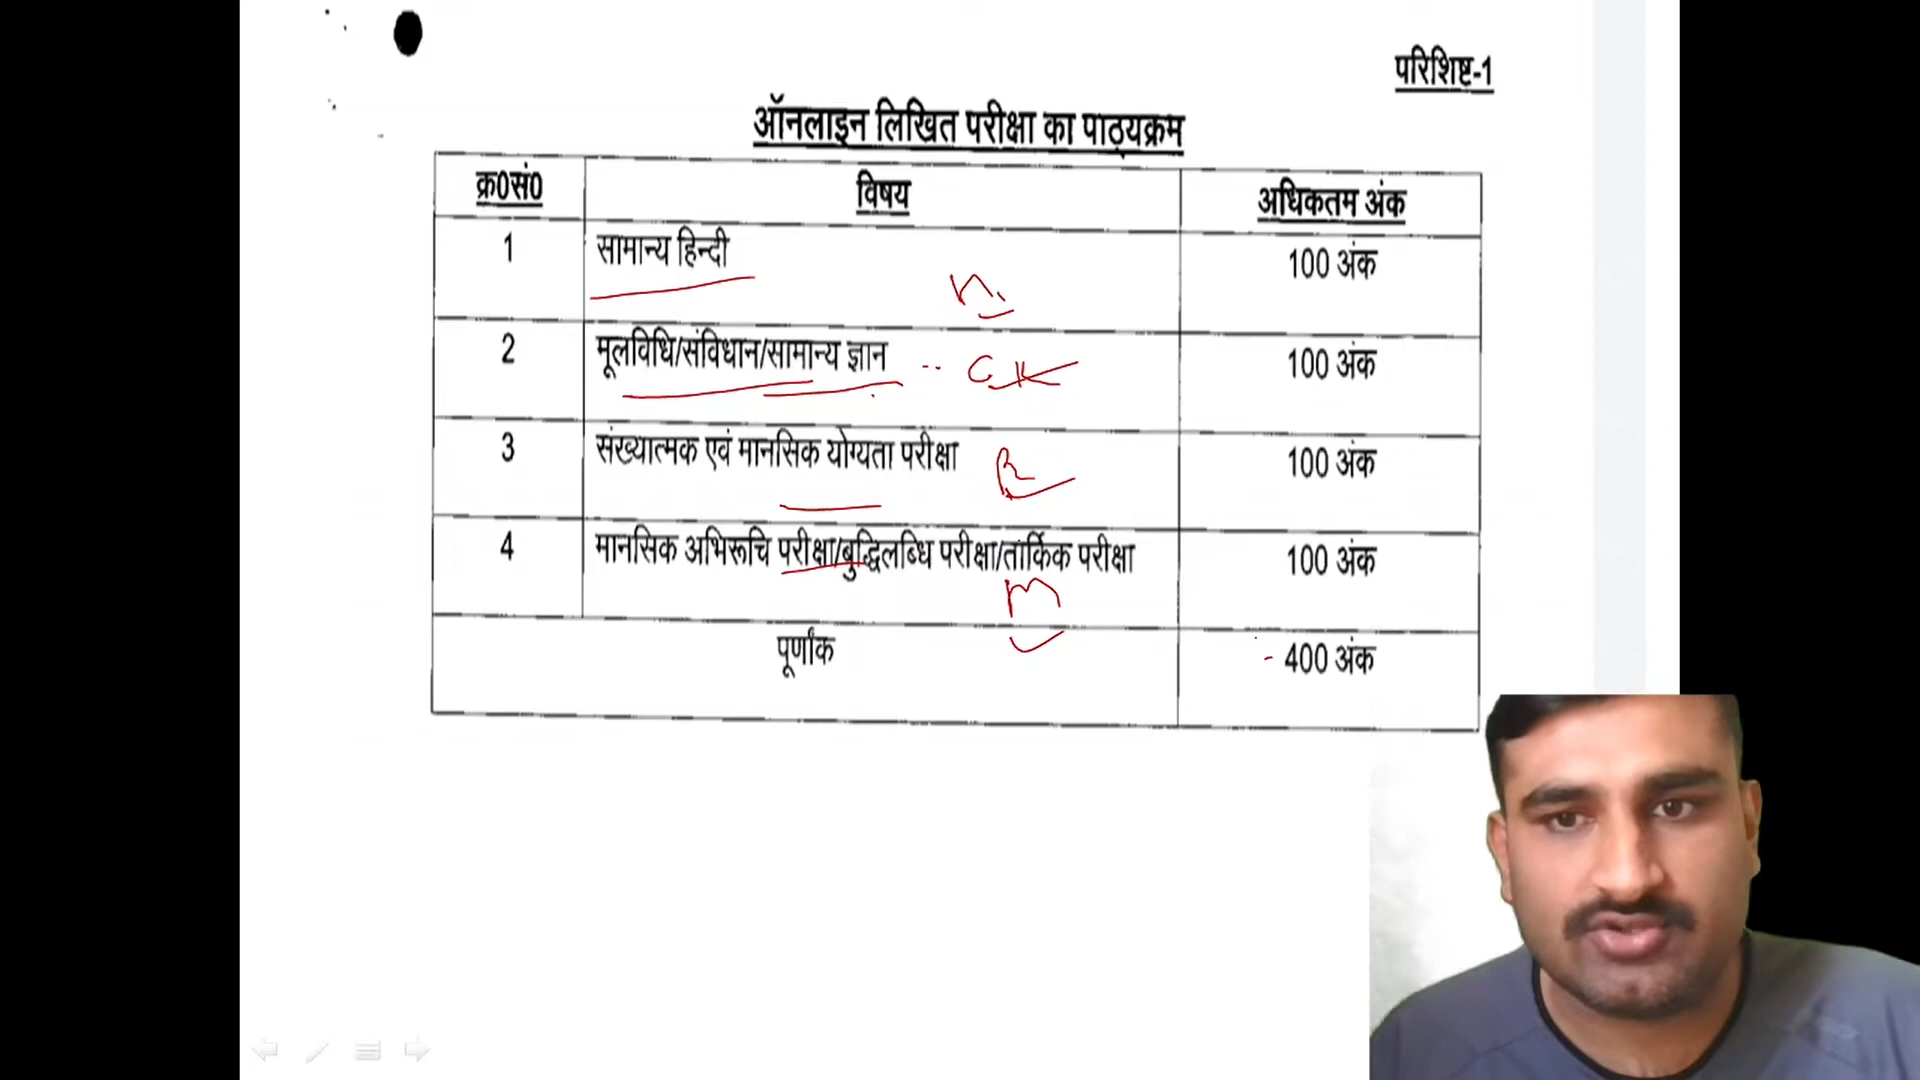 परिशिष्ट-1
ऑनलाइन लिखित परीक्षा का पाठ्यक्रम
क्र0सं0 विषय अधिकतम अंक
1 सामान्य हिन्दी 100 अंक
2 मूलविधि/संविधान/सामान्य ज्ञान 100 अंक
GK
3 संख्यात्मक एवं मानसिक योग्यता परीक्षा 100 अंक
R
4 मानसिक अभिरूचि परीक्षा/बुद्धिलब्धि परीक्षा/तार्किक परीक्षा 100 अंक
M
पूर्णांक 400 अंक